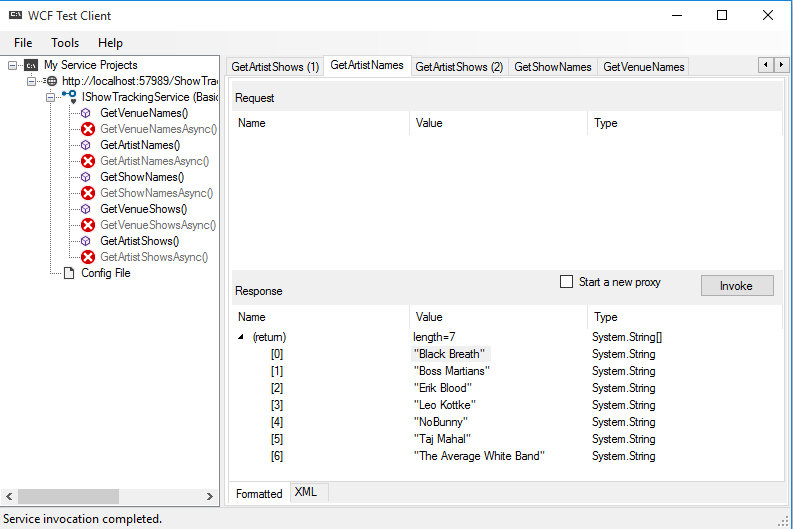 WCF Test Client
File Tools Help
My Service Projects
http://localhost:57989/ShowTra
IShowTrackingService (Basic
GetVenueNames()
GetVenueNamesAsync()
GetArtistNames()
GetArtistNamesAsync()
GetShowNames()
GetShowNamesAsync()
GetVenueShows()
GetVenueShowsAsync()
GetArtistShows()
GetArtistShowsAsync()
Config File
GetArtistShows (1) GetArtistNames GetArtistShows (2) GetShowNames GetVenueNames
Request
Name Value Type
Response Start a new proxy Invoke
Name Value Type
(return) length=7 System.String[]
[0] "Black Breath" System.String
[1] "Boss Martians" System.String
[2] "Erik Blood" System.String
[3] "Leo Kottke" System.String
[4] "NoBunny" System.String
[5] "Taj Mahal" System.String
[6] "The Average White Band" System.String
Formatted XML
Service invocation completed.